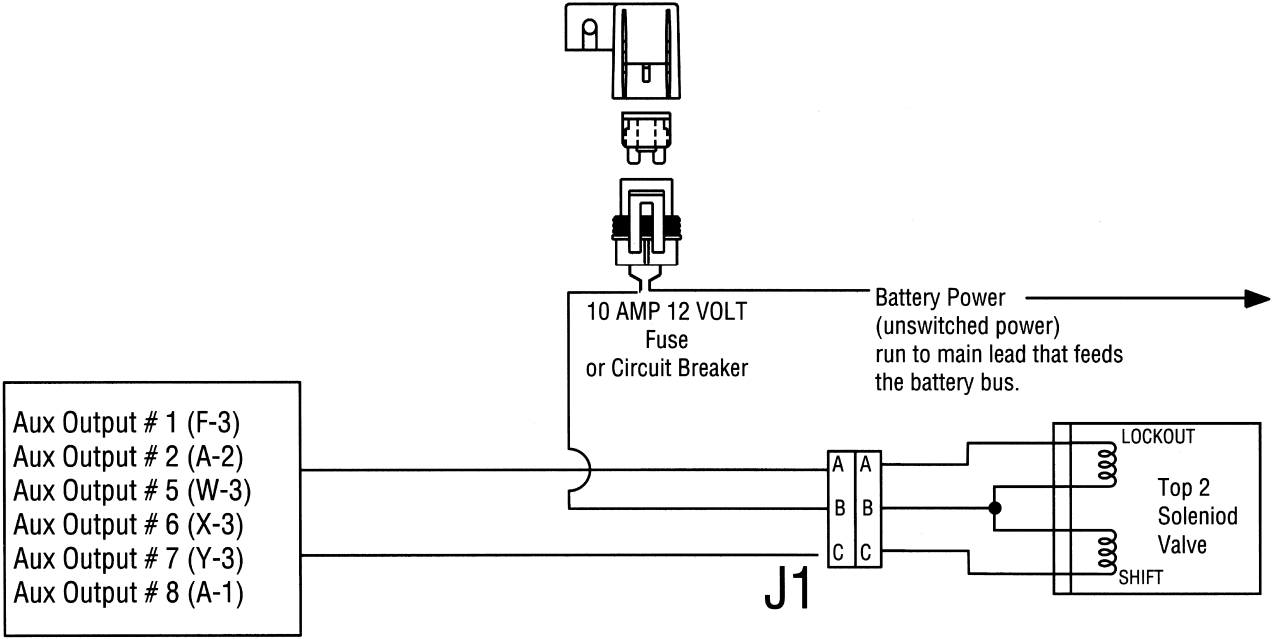 10 AMP 12 VOLT
Fuse
or Circuit Breaker
Battery Power
(unswitched power)
run to main lead that feeds
the battery bus.
Aux Output # 1 (F-3)
Aux Output # 2 (A-2)
Aux Output # 5 (W-3)
Aux Output # 6 (X-3)
Aux Output # 7 (Y-3)
Aux Output # 8 (A-1)
A A
B B
C C
J1
LOCKOUT
Top 2
Soleniod
Valve
SHIFT